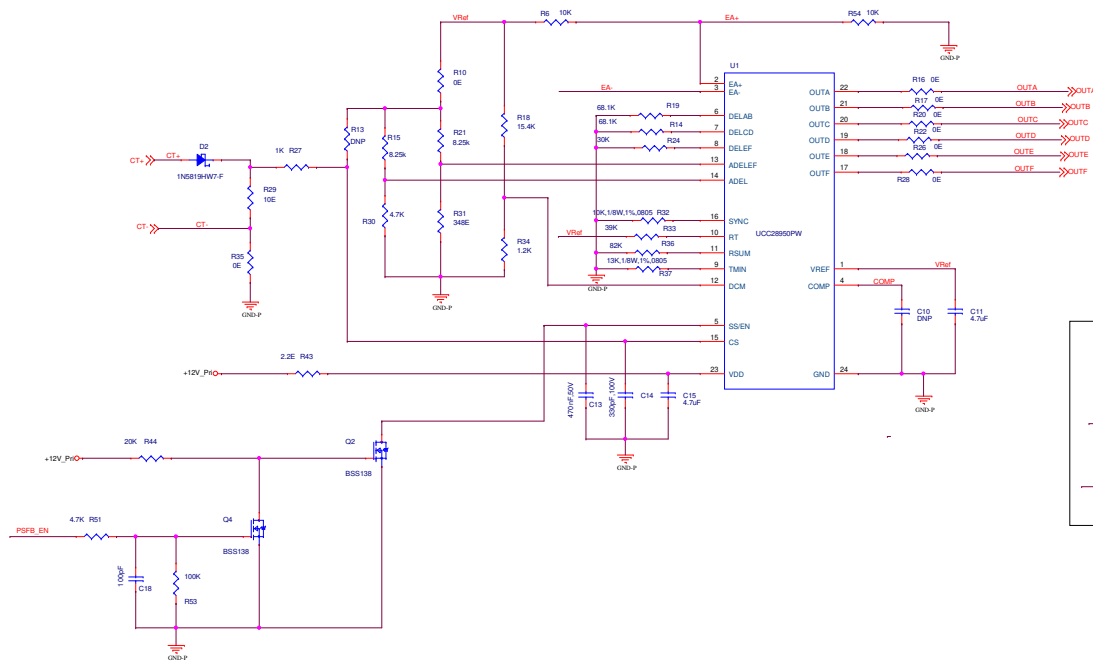 VRef
R6 10K
EA+
R54 10K
GND-P
U1
R10
0E
2 EA+
3 EA-
EA-
OUTA 22
R16 0E
OUTA
OUTA
68.1K R19
6 DELAB
OUTB 21
R17 0E
OUTB
OUTB
R18
15.4K
68.1K R14
7 DELCD
OUTC 20
R20 0E
OUTC
OUTC
R13
DNP
R15
8.25k
R21
8.25k
30K R24
8 DELEF
OUTD 19
R22 0E
OUTD
OUTD
D2
1K R27
13 ADELEF
OUTE 18
R26 0E
OUTE
OUTE
CT+
CT+
1N5819HW7-F
14 ADEL
OUTF 17
R28 0E
OUTF
OUTF
R29
10E
R30 4.7K
R31
348E
10K,1/8W,1%,0805 R32
16 SYNC
CT-
CT-
VRef
39K R33
10 RT
UCC28950PW
R34
1.2K
82K R36
11 RSUM
R35
0E
13K,1/8W,1%,0805
R37
9 TMIN
VREF 1
VRef
GND-P
GND-P
GND-P
12 DCM
COMP 4
COMP
C10
DNP
C11
4.7uF
5 SS/EN
15 CS
2.2E R43
+12V_Pri
23 VDD
GND 24
470nF,50V
C13
330pF,100V
C14
C15
4.7uF
GND-P
20K R44
Q2
+12V_Pri
GND-P
BSS138
4.7K R51
Q4
PSFB_EN
BSS138
100pF
C18
100K
R53
GND-P